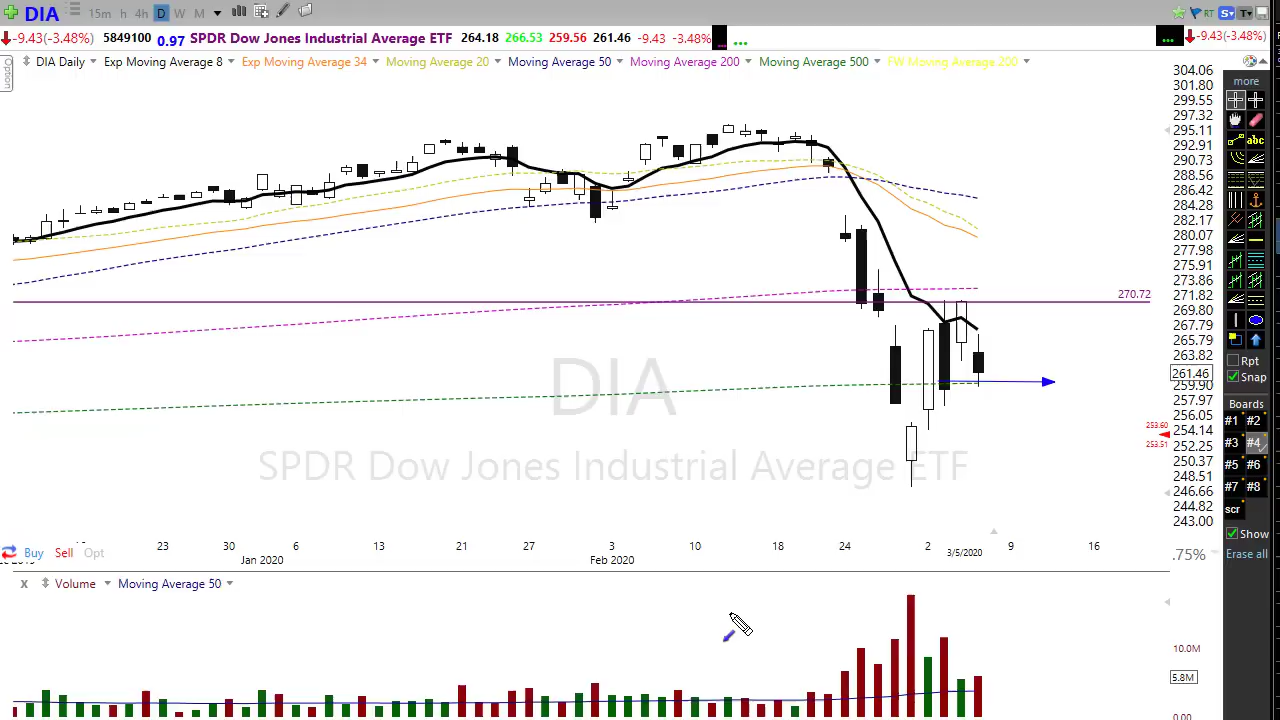 DIA 15m h 4h D W M RT S T -9.43(-3.48%)
-9.43(-3.48%) 5849100 0.97 SPDR Dow Jones Industrial Average ETF 264.18 266.53 259.56 261.46 -9.43 -3.48% ... ...
Option
DIA Daily Exp Moving Average 8 Exp Moving Average 34 Moving Average 20 Moving Average 50 Moving Average 200 Moving Average 500 FW Moving Average 200
304.06
301.80
299.55
297.32
295.11
292.91
290.73
288.56
286.42
284.28
282.17
280.07
277.98
275.91
273.86
271.82
269.80
267.79
265.79
263.82
261.46
259.90
257.97
256.05
254.14
252.25
250.37
248.51
246.66
244.82
243.00
270.72
253.60
253.51
DIA
SPDR Dow Jones Industrial Average ETF
23 30 6 13 21 27 3 10 18 24 2 3/5/2020 9 16
Jan 2020 Feb 2020
Buy Sell Opt
.75%
x Volume Moving Average 50
10.0M
5.8M
0.00
more
abc
Rpt
Snap
Boards
#1 #2
#3 #4
#5 #6
#7 #8
scr
Show
Erase all